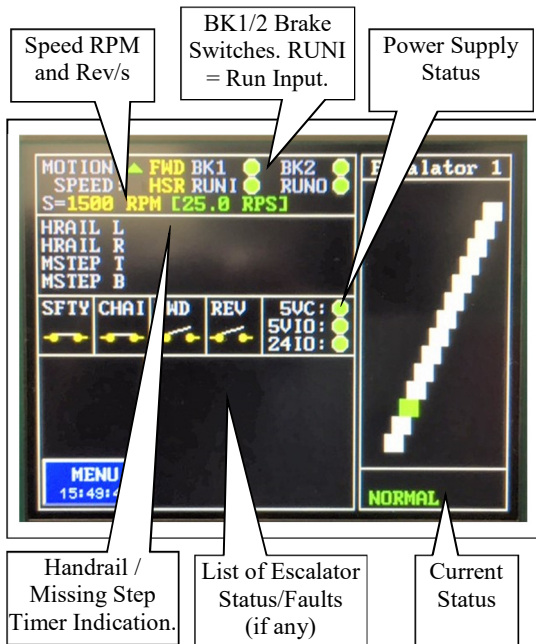 Speed RPM
and Rev/s
BK1/2 Brake
Switches. RUNI
= Run Input.
Power Supply
Status
MOTION FWD BK1 BK2
SPEED: HSR RUNI RUNO
S=1500 RPM [25.0 RPS]
HRAIL L
HRAIL R
MSTEP T
MSTEP B
SFTY CHAI REV 5VC:
5VIO:
24IO:
MENU
1
NORMAL
Handrail /
Missing Step
Timer Indication.
List of Escalator
Status/Faults
(if any)
Current
Status